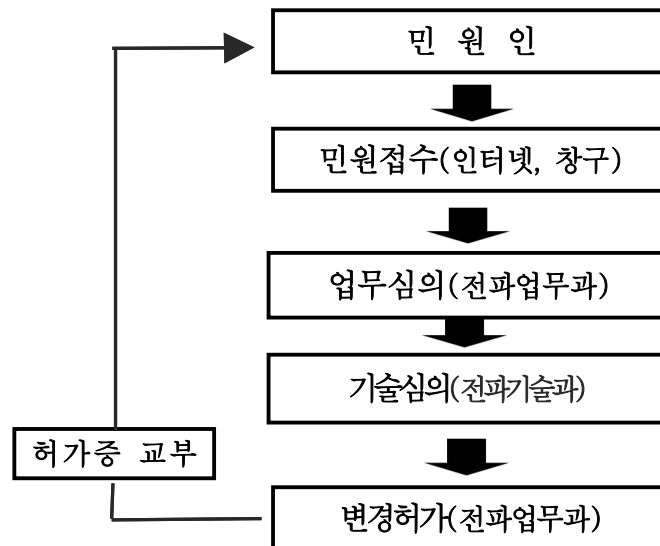 민 원 인
민원접수(인터넷, 창구)
업무심의(전파업무과)
기술심의(전파기술과)
허가증 교부
변경허가(전파업무과)